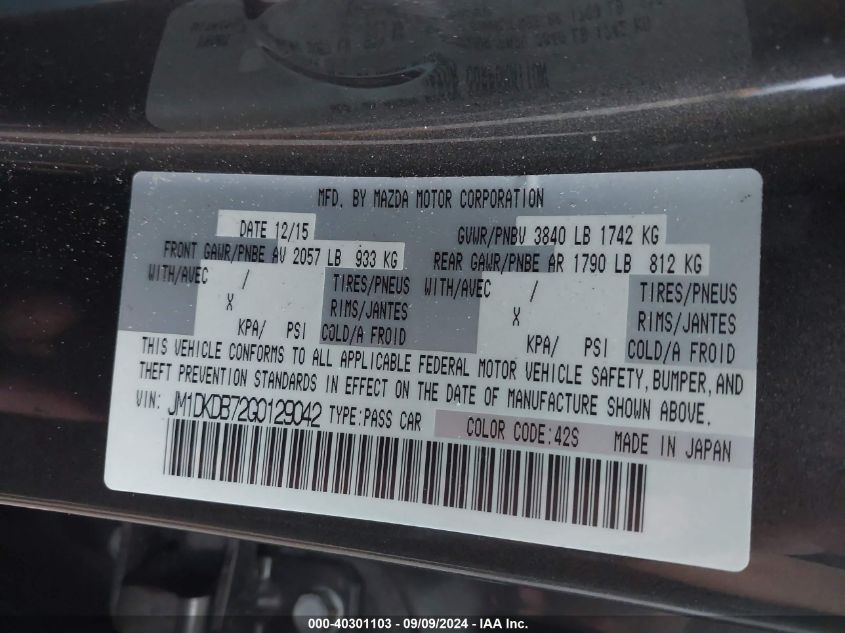 MFD. BY MAZDA MOTOR CORPORATION
DATE 12/15 GVWR/PNBV 3840 LB 1742 KG
FRONT GAWR/PNBE AV 2057 LB 933 KG REAR GAWR/PNBE AR 1790 LB 812 KG
WITH/AVEC / TIRES/PNEUS WITH/AVEC / TIRES/PNEUS
X RIMS/JANTES X RIMS/JANTES
KPA/ PSI COLD/A FROID KPA/ PSI COLD/A FROID
THIS VEHICLE CONFORMS TO ALL APPLICABLE FEDERAL MOTOR VEHICLE SAFETY, BUMPER, AND
THEFT PREVENTION STANDARDS IN EFFECT ON THE DATE OF MANUFACTURE SHOWN ABOVE.
VIN: JM1DKDB72G0129042 TYPE:PASS CAR COLOR CODE:42S MADE IN JAPAN
000-40301103 - 09/09/2024 - IAA Inc.